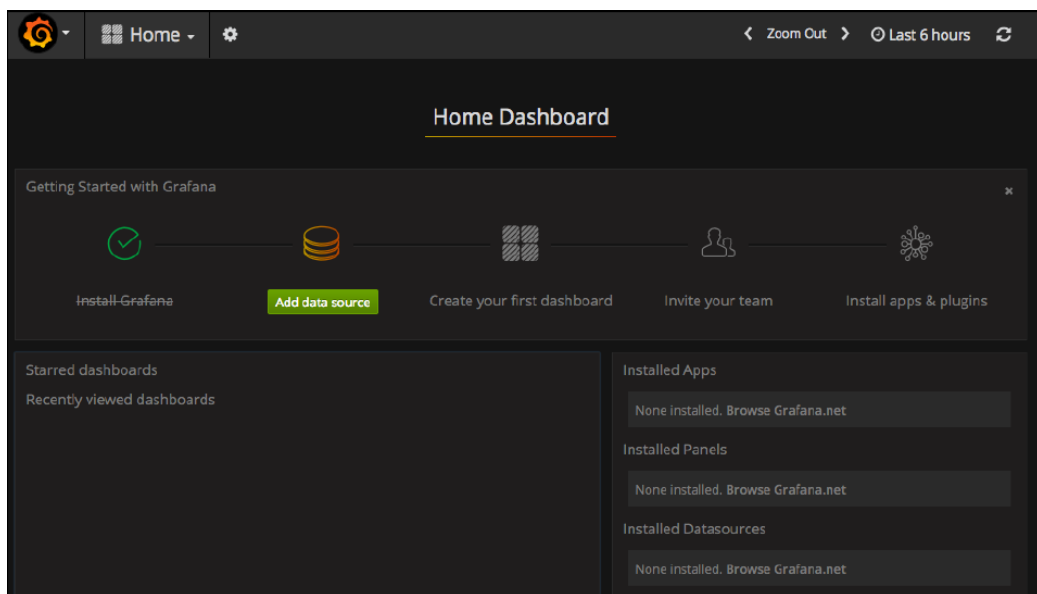 Home
Zoom Out
Last 6 hours
Home Dashboard
Getting Started with Grafana
Install Grafana
Add data source
Create your first dashboard
Invite your team
Install apps & plugins
Starred dashboards
Recently viewed dashboards
Installed Apps
None installed. Browse Grafana.net
Installed Panels
None installed. Browse Grafana.net
Installed Datasources
None installed. Browse Grafana.net